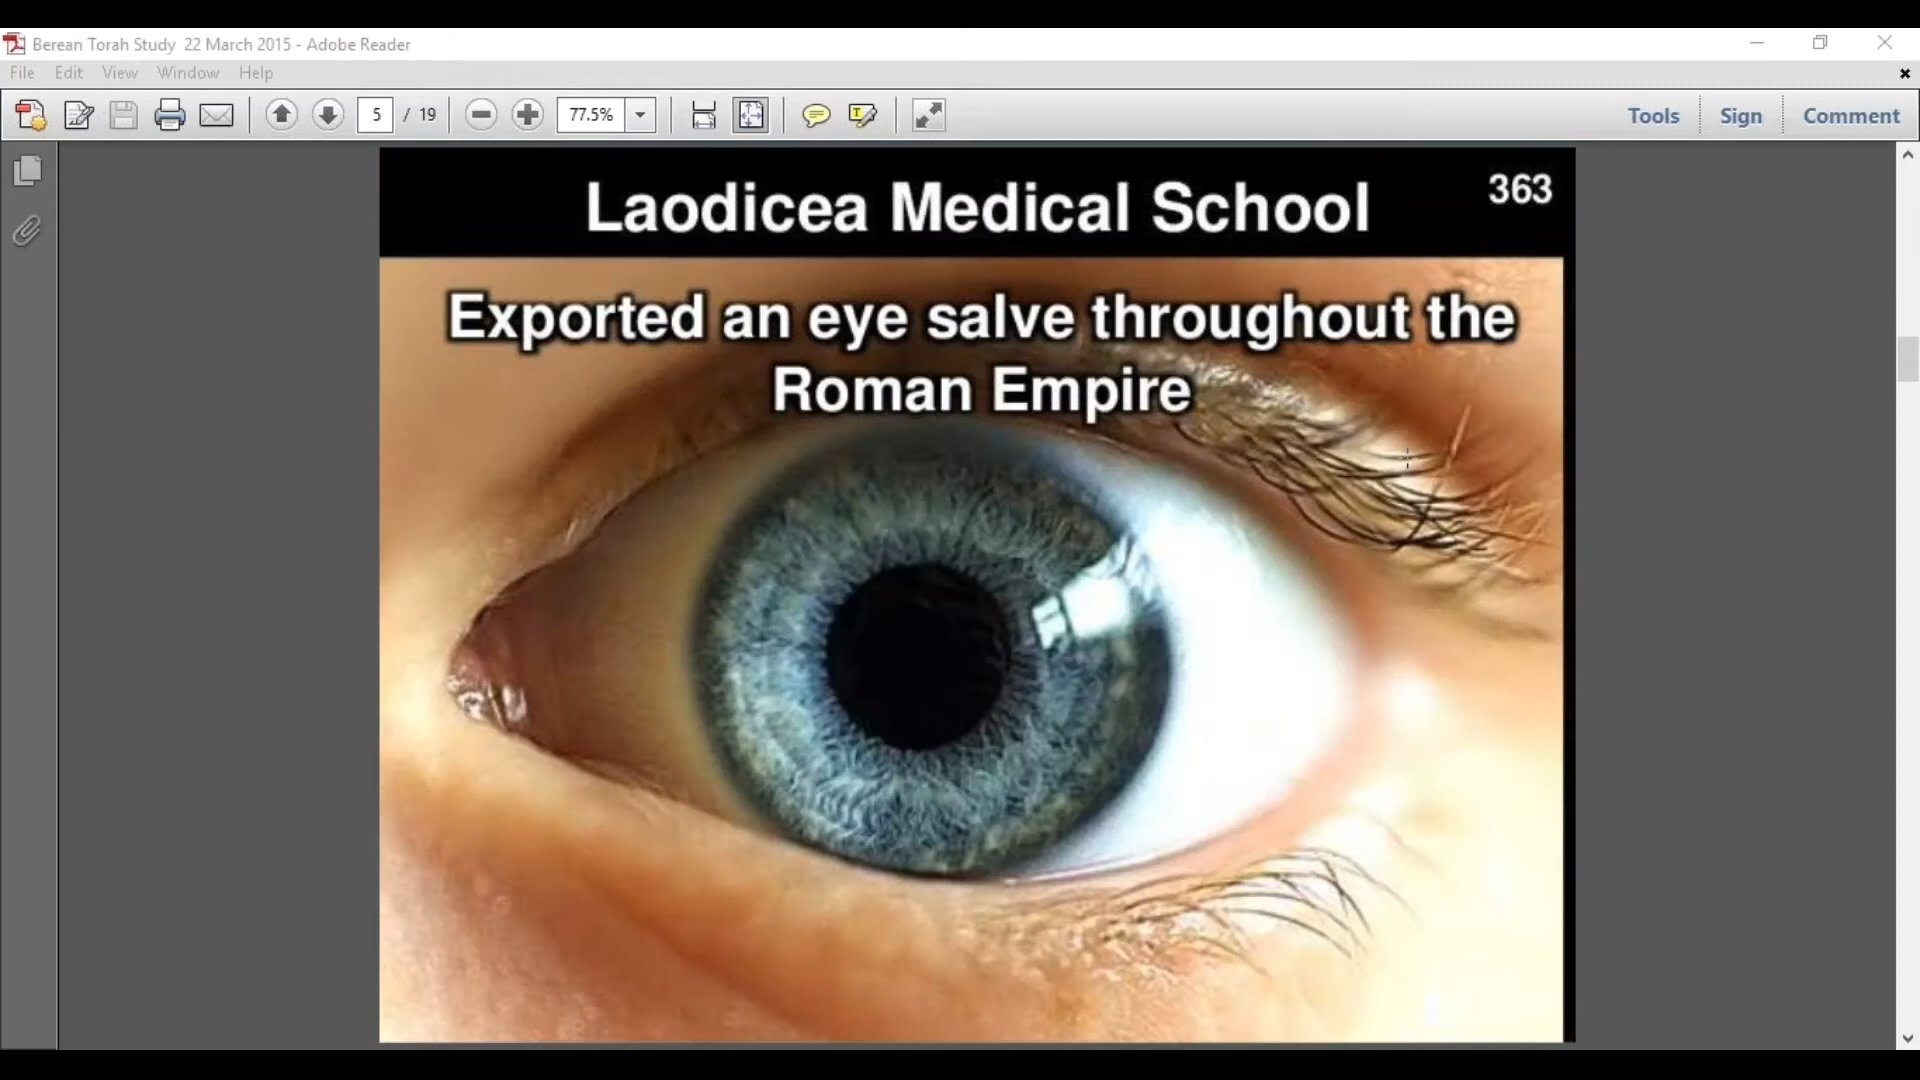 Berean Torah Study 22 March 2015 - Adobe Reader
File Edit View Window Help
5 / 19 77.5% Tools Sign Comment
Laodicea Medical School 363
Exported an eye salve throughout the
Roman Empire